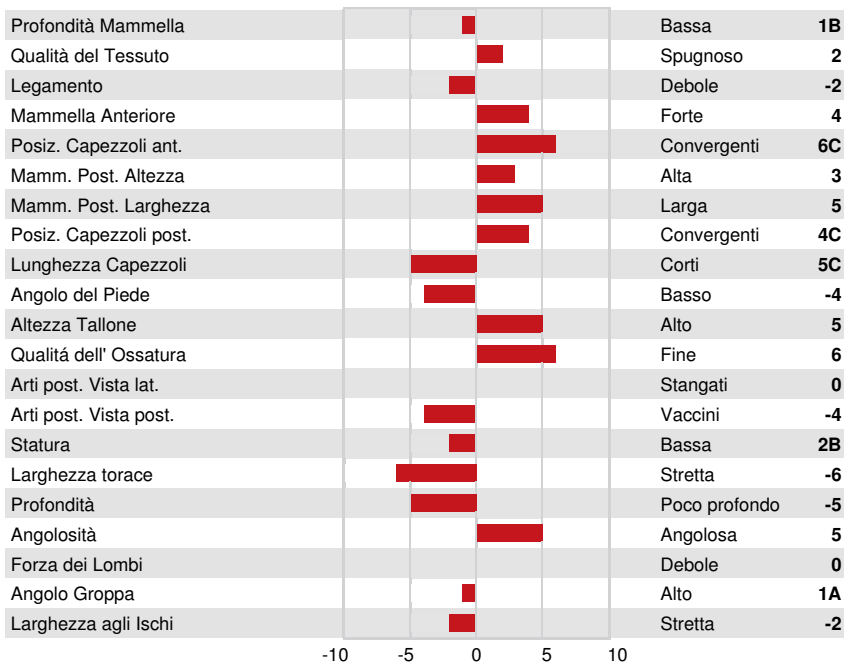 Profondità Mammella Bassa 1B
Qualità del Tessuto Spugnoso 2
Legamento Debole -2
Mammella Anteriore Forte 4
Posiz. Capezzoli ant. Convergenti 6C
Mamm. Post. Altezza Alta 3
Mamm. Post. Larghezza Larga 5
Posiz. Capezzoli post. Convergenti 4C
Lunghezza Capezzoli Corti 5C
Angolo del Piede Basso -4
Altezza Tallone Alto 5
Qualitá dell' Ossatura Fine 6
Arti post. Vista lat. Stangati 0
Arti post. Vista post. Vaccini -4
Statura Bassa 2B
Larghezza torace Stretta -6
Profondità Poco profondo -5
Angolosità Angolosa 5
Forza dei Lombi Debole 0
Angolo Groppa Alto 1A
Larghezza agli Ischi Stretta -2
-10 -5 0 5 10